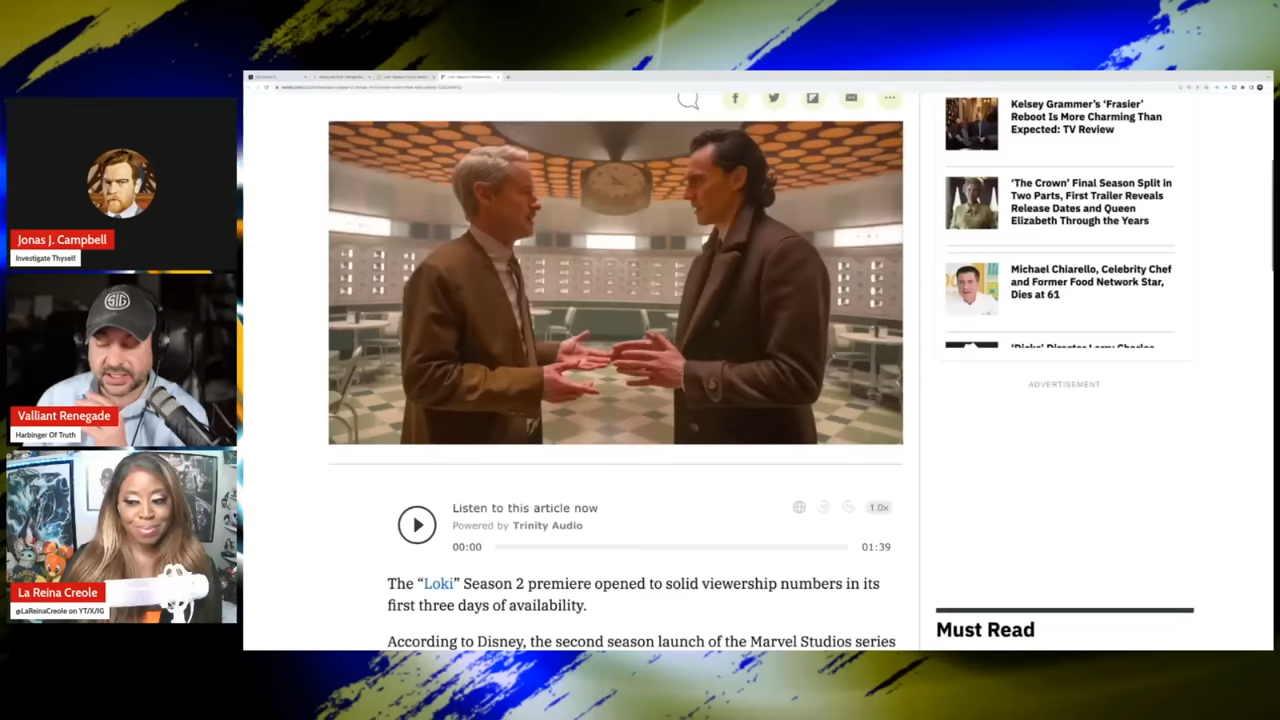 Jonas J. Campbell
Investigate Thyself
SIG
Valliant Renegade
Harbinger Of Truth
La Reina Creole
@LaReinaCreole on YT/X/IG
Listen to this article now
Powered by Trinity Audio
1.0x
00:00
01:39
The “Loki” Season 2 premiere opened to solid viewership numbers in its
first three days of availability.
According to Disney, the second season launch of the Marvel Studios series
Kelsey Grammer’s ‘Frasier’
Reboot Is More Charming Than
Expected: TV Review
‘The Crown’ Final Season Split in
Two Parts, First Trailer Reveals
Release Dates and Queen
Elizabeth Through the Years
Michael Chiarello, Celebrity Chef
and Former Food Network Star,
Dies at 61
‘Dicks’ Director Larry Charles
ADVERTISEMENT
Must Read